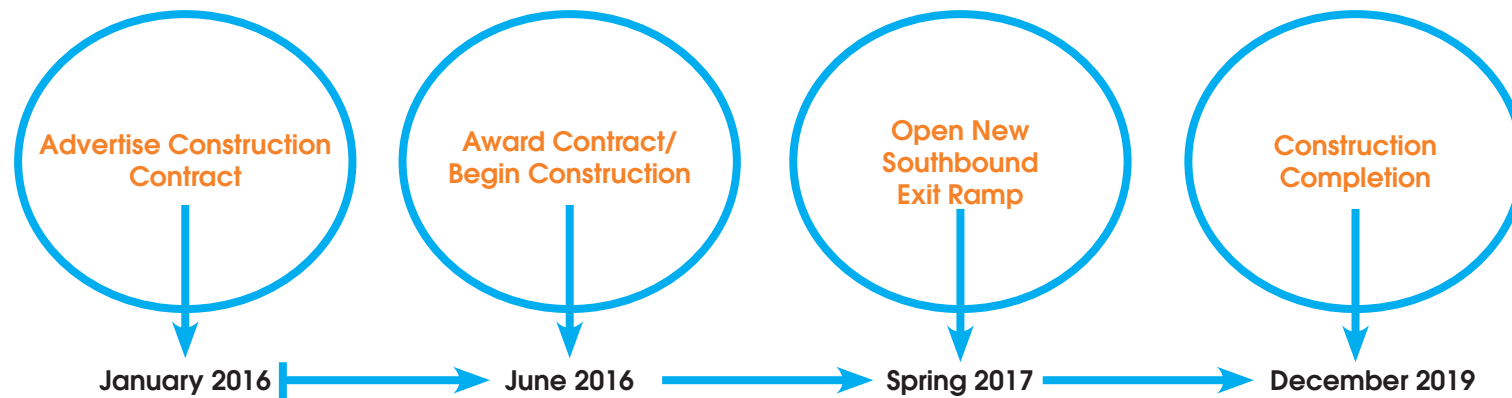 Advertise Construction
Contract
Award Contract/
Begin Construction
Open New
Southbound
Exit Ramp
Construction
Completion
January 2016
June 2016
Spring 2017
December 2019